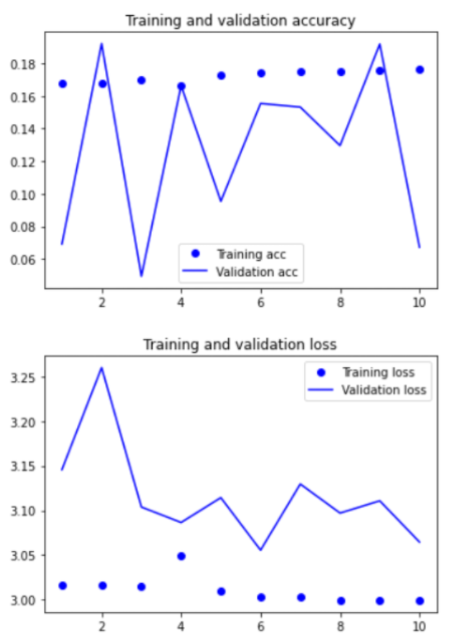 Training and validation accuracy
0.18
0.16
0.14
0.12
0.10
0.08
0.06
Training acc
Validation acc
2 4 6 8 10
Training and validation loss
3.25
3.20
3.15
3.10
3.05
3.00
Training loss
Validation loss
2 4 6 8 10